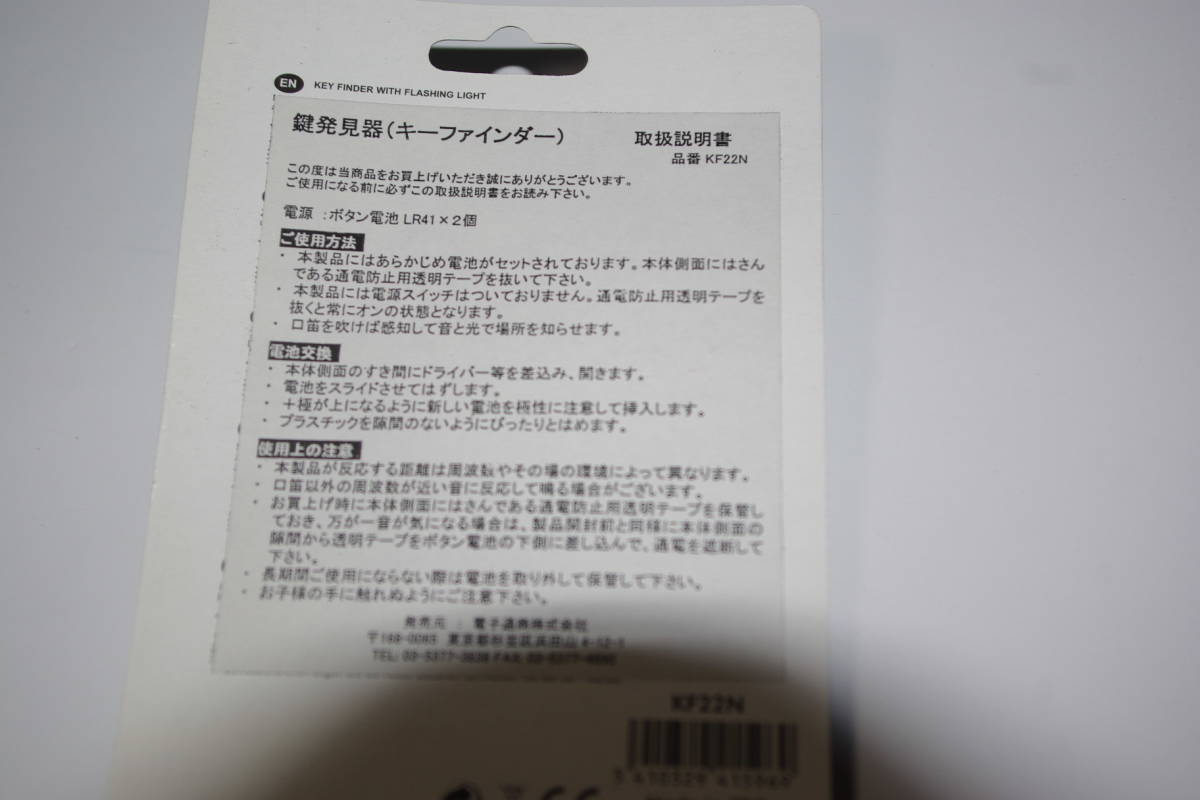 EN KEY FINDER WITH FLASHING LIGHT
鍵発見器(キーファインダー) 取扱説明書
品番 KF22N
この度は当商品をお買上げいただき誠にありがとうございます。
ご使用になる前に必ずこの取扱説明書をお読み下さい。
電源 :ボタン電池 LR41×2個
ご使用方法
・ 本製品にはあらかじめ電池がセットされております。本体側面にはさん
である通電防止用透明テープを抜いて下さい。
・ 本製品には電源スイッチはついておりません。通電防止用透明テープを
抜くと常にオンの状態となります。
・ 口笛を吹けば感知して音と光で場所を知らせます。
電池交換
・ 本体側面のすき間にドライバー等を差込み、開きます。
・ 電池をスライドさせてはずします。
・ +極が上になるように新しい電池を極性に注意して挿入します。
・ プラスチックを隙間のないようにぴったりとはめます。
使用上の注意
・ 本製品が反応する距離は周波数やその場の環境によって異なります。
・ 口笛以外の周波数が近い音に反応して鳴る場合がございます。
・ お買上げ時に本体側面にはさんである通電防止用透明テープを保管し
ておき、万が一音が気になる場合は、製品開封前と同様に本体側面の
隙間から透明テープをボタン電池の下側に差し込んで、通電を遮断して
下さい。
・ 長期間ご使用にならない際は電池を取り外して保管して下さい。
・ お子様の手に触れぬようにご注意下さい。
発売元 : 株式会社
東京都杉並区浜田山
TEL: FAX:
KF22N